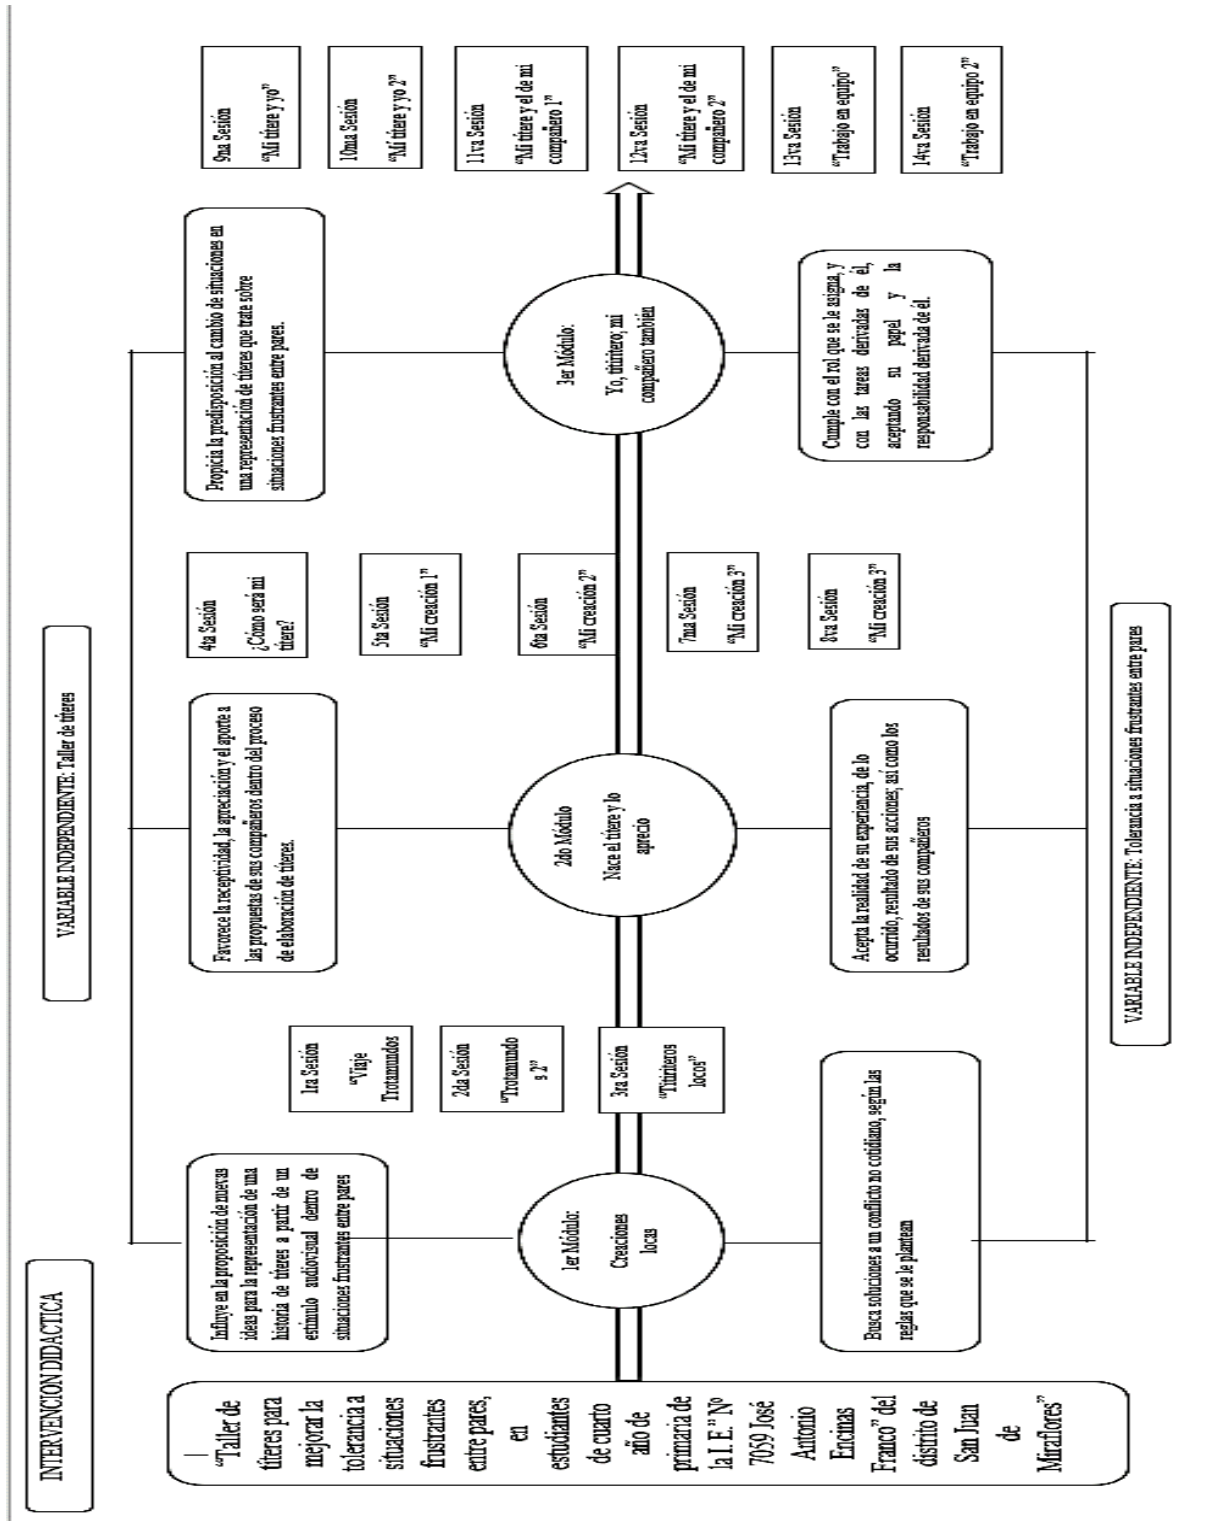 INTERVENCION DIDACTICA
VARIABLE INDEPENDIENTE: Taller de títeres
“Taller de
títeres para
mejorar la
tolerancia a
situaciones
frustrantes
entre pares,
en
estudiantes
de cuarto
año de
primaria de
la I. E.” Nº
7059 José
Antonio
Encinas
Franco” del
distrito de
San Juan
de
Miraflores”
Influye en la proposición de nuevas
ideas para la representación de una
historia de títeres a partir de un
estímulo audiovisual dentro de
situaciones frustrantes entre pares
1er Módulo:
Creaciones
locas
Busca soluciones a un conflicto no cotidiano, según las
reglas que se le plantean
1ra Sesión
“Viaje
Trotamundos
2da Sesión
“Trotamundo
s 2”
3ra Sesión
“Titiriteros
locos”
Favorece la receptividad, la apreciación y el aporte a
las propuestas de sus compañeros dentro del proceso
de elaboración de títeres.
2do Módulo
Nace el títere y lo
aprecio
Acepta la realidad de su experiencia, de lo
ocurrido, resultado de sus acciones; así como los
resultados de sus compañeros
4ta Sesión
¿Cómo será mi
títere?
5ta Sesión
“Mi creación 1”
6ta Sesión
“Mi creación 2”
7ma Sesión
“Mi creación 3”
8va Sesión
“Mi creación 3”
Propicia la predisposición al cambio de situaciones en
una representación de títeres que trate sobre
situaciones frustrantes entre pares.
3er Módulo:
Yo, titiritero; mi
compañero también
Cumple con el rol que se le asigna, y
con las tareas derivadas de él,
aceptando su papel y la
responsabilidad derivada de él.
9na Sesión
“Mi títere y yo”
10ma Sesión
“Mi títere y yo 2”
11va Sesión
“Mi títere y el de mi
compañero 1”
12va Sesión
“Mi títere y el de mi
compañero 2”
13va Sesión
“Trabajo en equipo”
14va Sesión
“Trabajo en equipo 2”
VARIABLE INDEPENDIENTE: Tolerancia a situaciones frustrantes entre pares